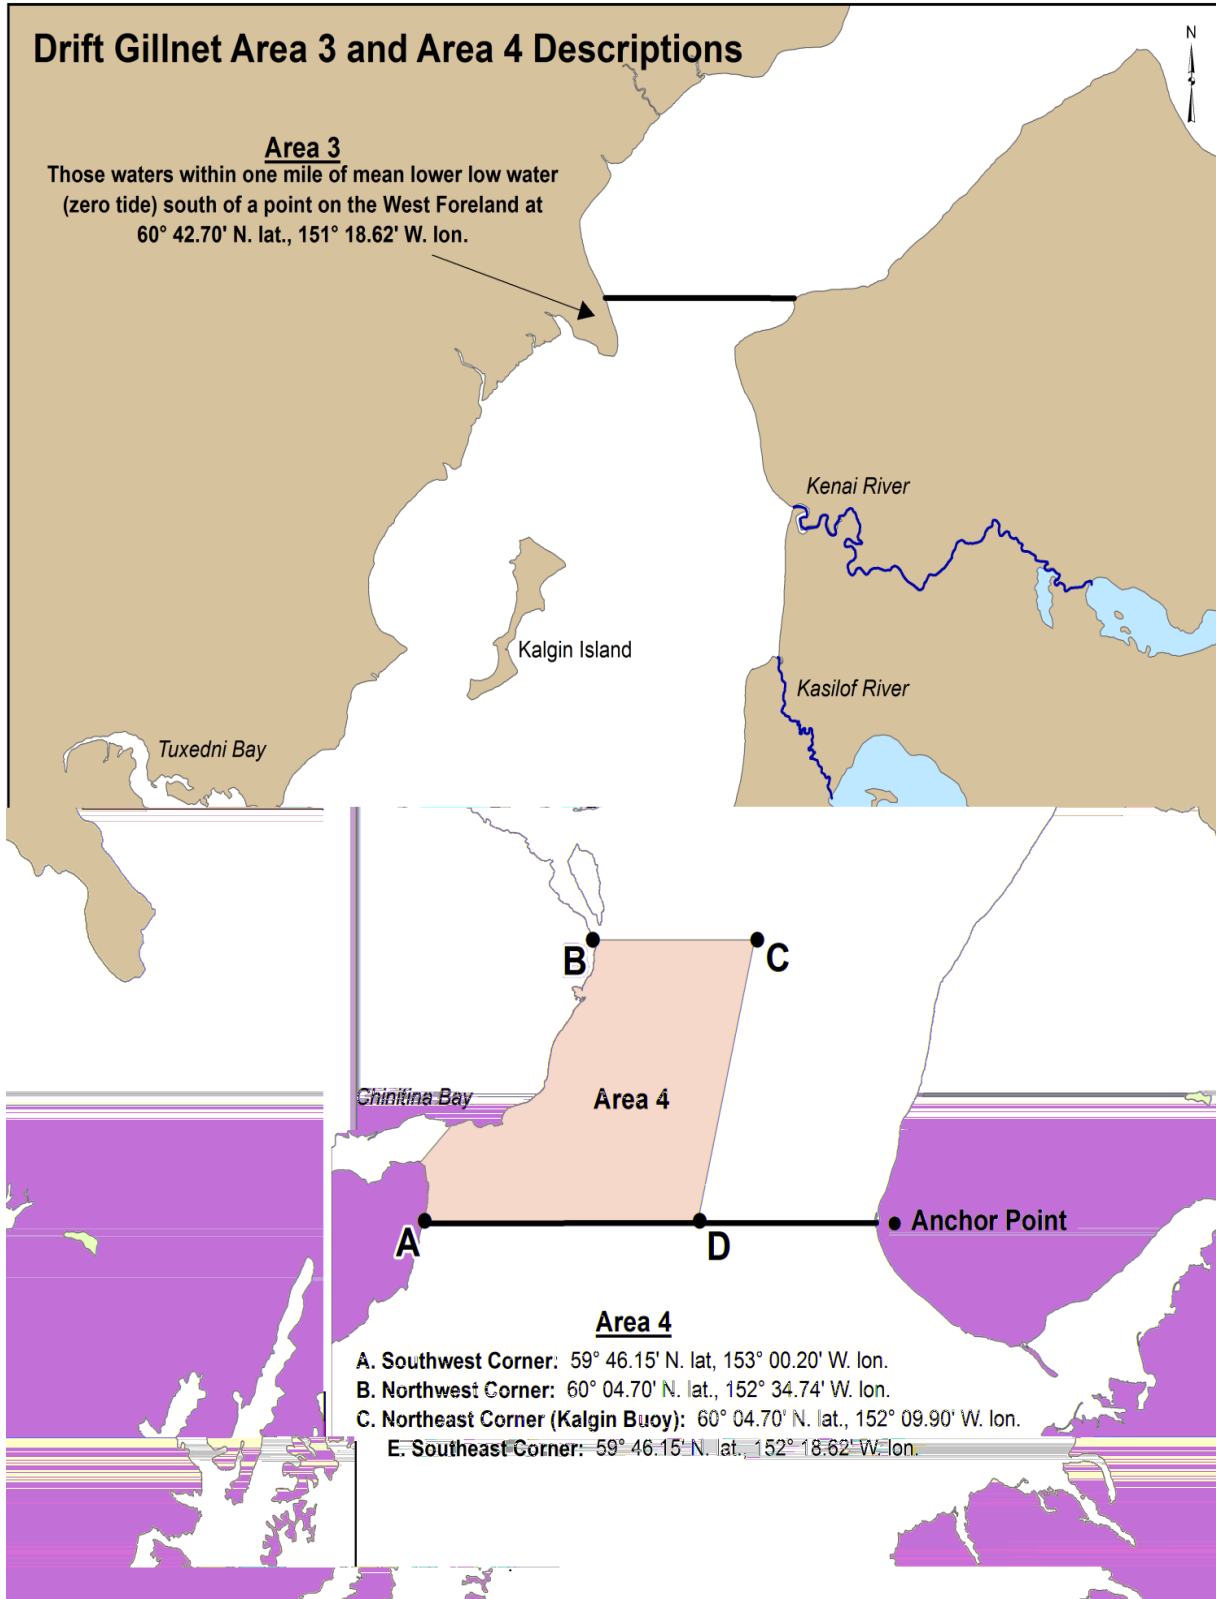 Drift Gillnet Area 3 and Area 4 Descriptions
N
Area 3
Those waters within one mile of mean lower low water
(zero tide) south of a point on the West Foreland at
60° 42.70' N. lat., 151° 18.62' W. lon.
Kenai River
Kalgin Island
Kasilof River
Tuxedni Bay
B
C
Chinitina Bay
Area 4
A
D
Anchor Point
Area 4
A. Southwest Corner: 59° 46.15' N. lat, 153° 00.20' W. lon.
B. Northwest Corner: 60° 04.70' N. lat., 152° 34.74' W. lon.
C. Northeast Corner (Kalgin Buoy): 60° 04.70' N. lat., 152° 09.90' W. lon.
E. Southeast Corner: 59° 46.15' N. lat., 152° 18.62' W. lon.